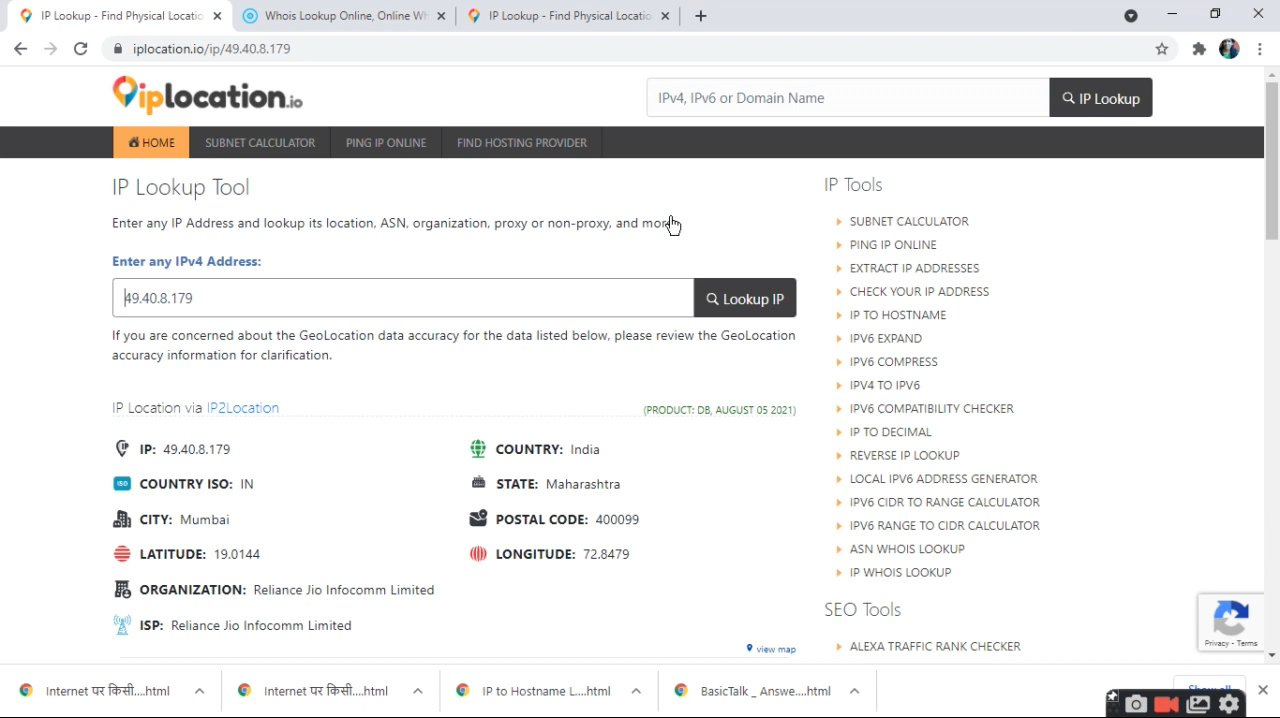 IP Lookup - Find Physical Locatio
Whois Lookup Online, Online Wh
IP Lookup - Find Physical Locatio
iplocation.io/ip/49.40.8.179
iplocation.io
IPv4, IPv6 or Domain Name
IP Lookup
HOME
SUBNET CALCULATOR
PING IP ONLINE
FIND HOSTING PROVIDER
IP Lookup Tool
Enter any IP Address and lookup its location, ASN, organization, proxy or non-proxy, and more
Enter any IPv4 Address:
49.40.8.179
Lookup IP
If you are concerned about the GeoLocation data accuracy for the data listed below, please review the GeoLocation
accuracy information for clarification.
IP Location via IP2Location
(PRODUCT: DB, AUGUST 05 2021)
IP: 49.40.8.179
COUNTRY: India
ISO
COUNTRY ISO: IN
STATE: Maharashtra
CITY: Mumbai
POSTAL CODE: 400099
LATITUDE: 19.0144
LONGITUDE: 72.8479
ORGANIZATION: Reliance Jio Infocomm Limited
ISP: Reliance Jio Infocomm Limited
view map
IP Tools
SUBNET CALCULATOR
PING IP ONLINE
EXTRACT IP ADDRESSES
CHECK YOUR IP ADDRESS
IP TO HOSTNAME
IPV6 EXPAND
IPV6 COMPRESS
IPV4 TO IPV6
IPV6 COMPATIBILITY CHECKER
IP TO DECIMAL
REVERSE IP LOOKUP
LOCAL IPV6 ADDRESS GENERATOR
IPV6 CIDR TO RANGE CALCULATOR
IPV6 RANGE TO CIDR CALCULATOR
ASN WHOIS LOOKUP
IP WHOIS LOOKUP
SEO Tools
ALEXA TRAFFIC RANK CHECKER
Privacy - Terms
Internet पर किसी....html
Internet पर किसी....html
IP to Hostname L....html
BasicTalk _ Answe....html
Show all